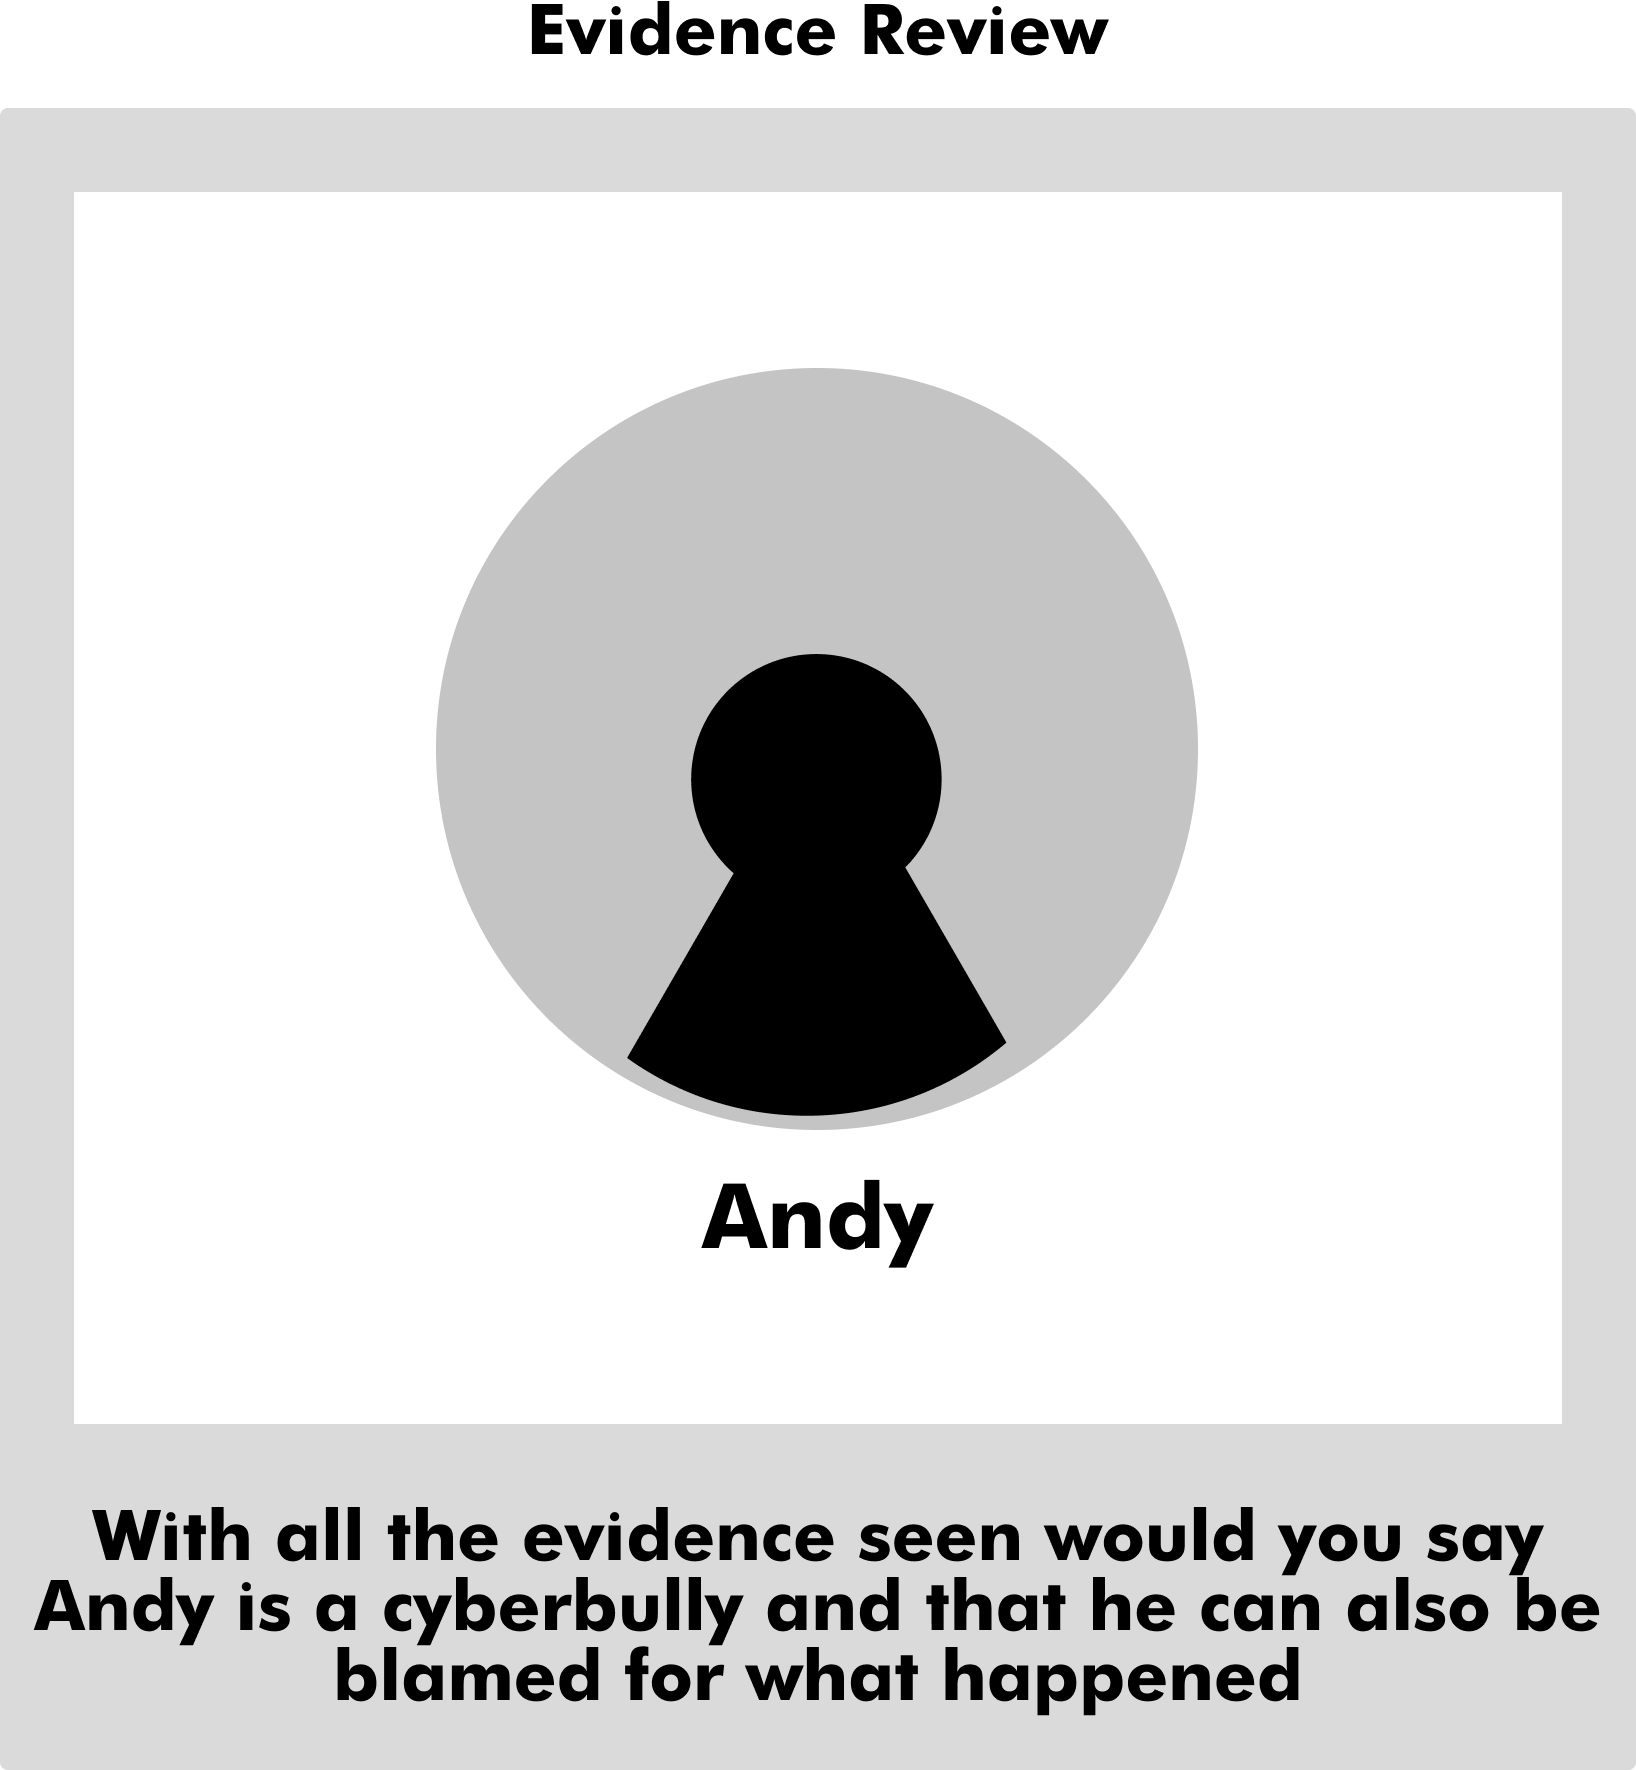 Evidence Review
Andy
With all the evidence seen would you say
Andy is a cyberbully and that he can also be
blamed for what happened